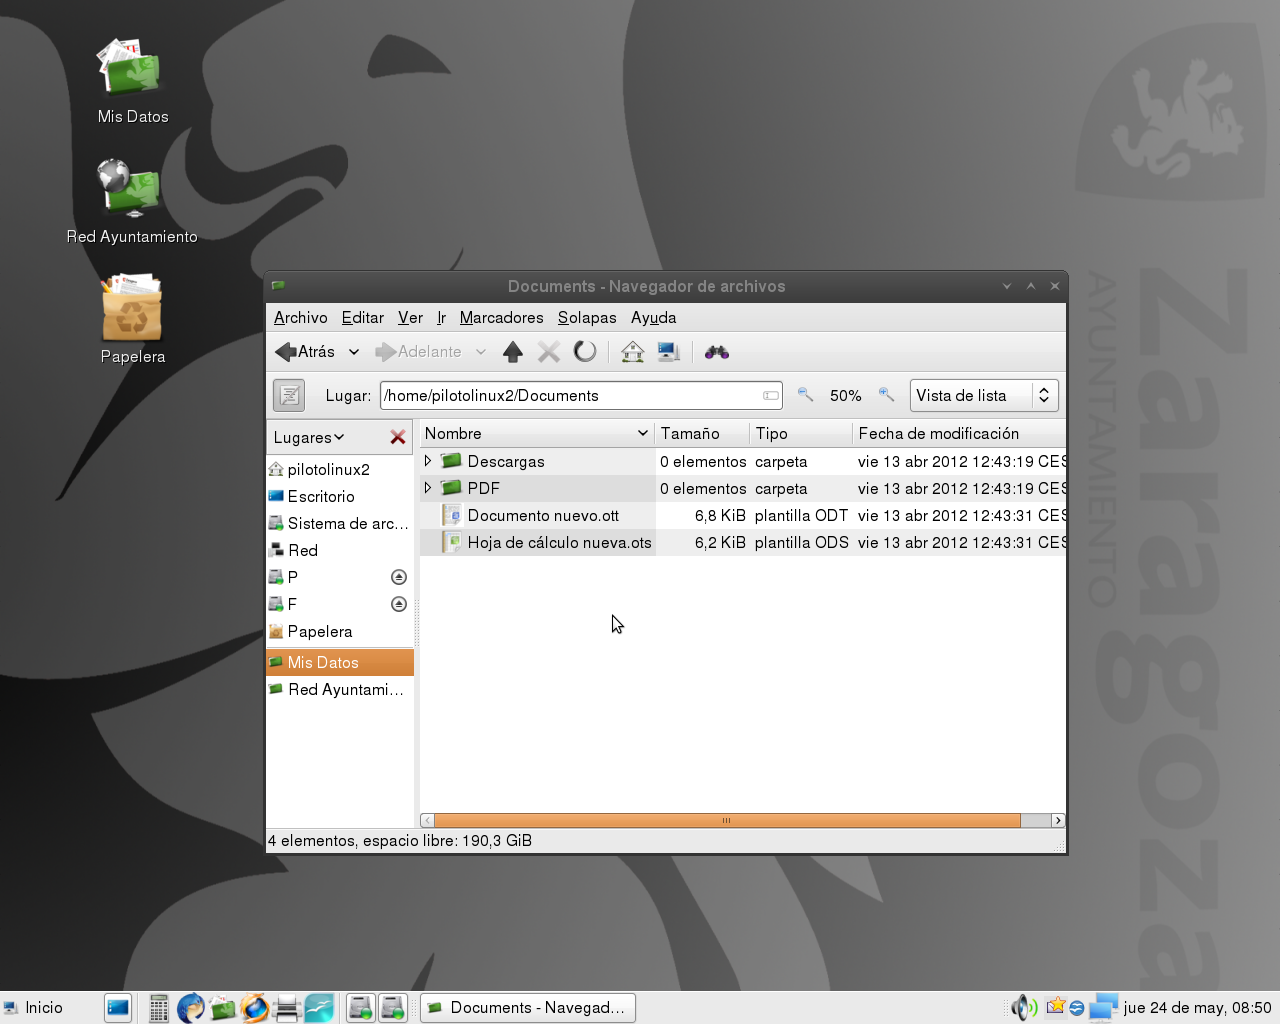 Mis Datos
Red Ayuntamiento
Papelera
AYUNTAMIENTO
Zaragoza
Documents - Navegador de archivos
Archivo Editar Ver Ir Marcadores Solapas Ayuda
Atrás Adelante
Lugar: /home/pilotolinux2/Documents 50% Vista de lista
Lugares
pilotolinux2
Escritorio
Sistema de arc...
Red
P
F
Papelera
Mis Datos
Red Ayuntami...
Nombre Tamaño Tipo Fecha de modificación
Descargas 0 elementos carpeta vie 13 abr 2012 12:43:19 CES
PDF 0 elementos carpeta vie 13 abr 2012 12:43:19 CES
Documento nuevo.ott 6,8 KiB plantilla ODT vie 13 abr 2012 12:43:31 CES
Hoja de cálculo nueva.ots 6,2 KiB plantilla ODS vie 13 abr 2012 12:43:31 CES
4 elementos, espacio libre: 190,3 GiB
Inicio
Documents - Navegad...
jue 24 de may, 08:50